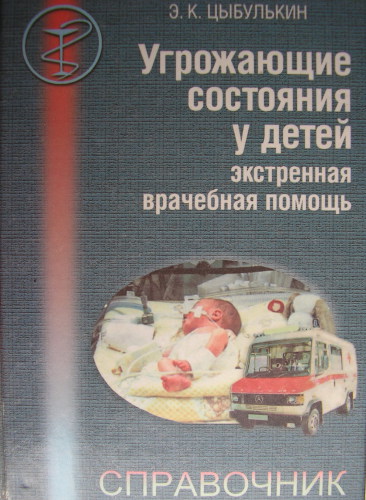 Э. К. ЦЫБУЛЬКИН
Угрожающие
состояния
у детей
экстренная
врачебная помощь
СПРАВОЧНИК